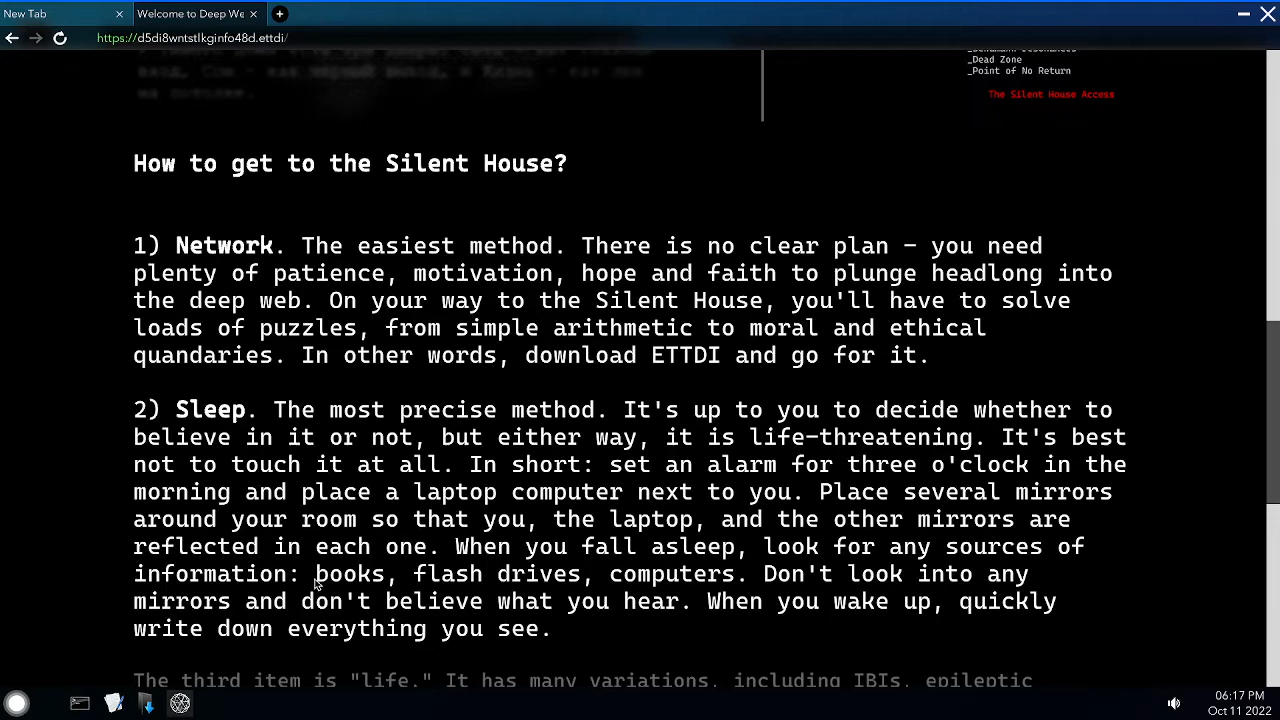 New Tab
Welcome to Deep We
https://d5di8wntstlkginfo48d.ettdi/
_Dead Zone
_Point of No Return
The Silent House Access
How to get to the Silent House?
1) Network. The easiest method. There is no clear plan – you need
plenty of patience, motivation, hope and faith to plunge headlong into
the deep web. On your way to the Silent House, you'll have to solve
loads of puzzles, from simple arithmetic to moral and ethical
quandaries. In other words, download ETTDI and go for it.
2) Sleep. The most precise method. It's up to you to decide whether to
believe in it or not, but either way, it is life-threatening. It's best
not to touch it at all. In short: set an alarm for three o'clock in the
morning and place a laptop computer next to you. Place several mirrors
around your room so that you, the laptop, and the other mirrors are
reflected in each one. When you fall asleep, look for any sources of
information: books, flash drives, computers. Don't look into any
mirrors and don't believe what you hear. When you wake up, quickly
write down everything you see.
The third item is "life." It has many variations, including IBIs, epileptic
06:17 PM
Oct 11 2022